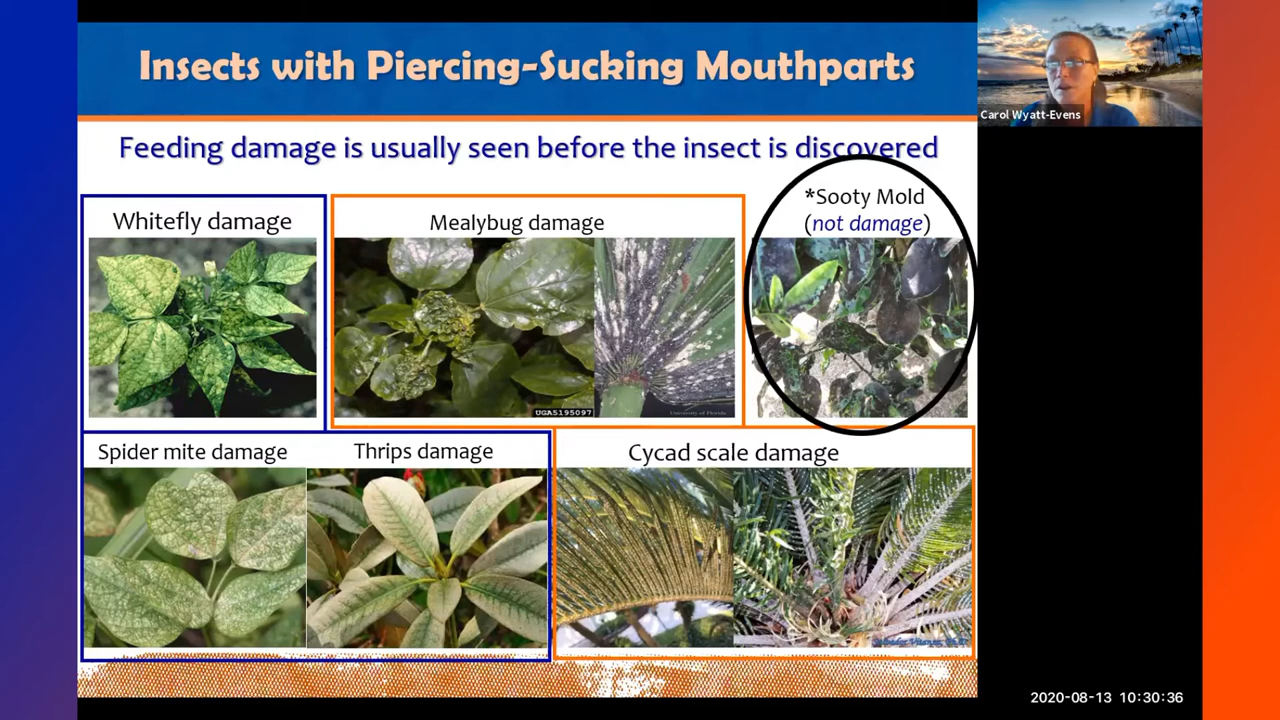 Insects with Piercing-Sucking Mouthparts
Carol Wyatt-Evens
Feeding damage is usually seen before the insect is discovered
Whitefly damage
Mealybug damage
*Sooty Mold
(not damage)
UGA5195097
University of Florida
Spider mite damage
Thrips damage
Cycad scale damage
2020-08-13 10:30:36